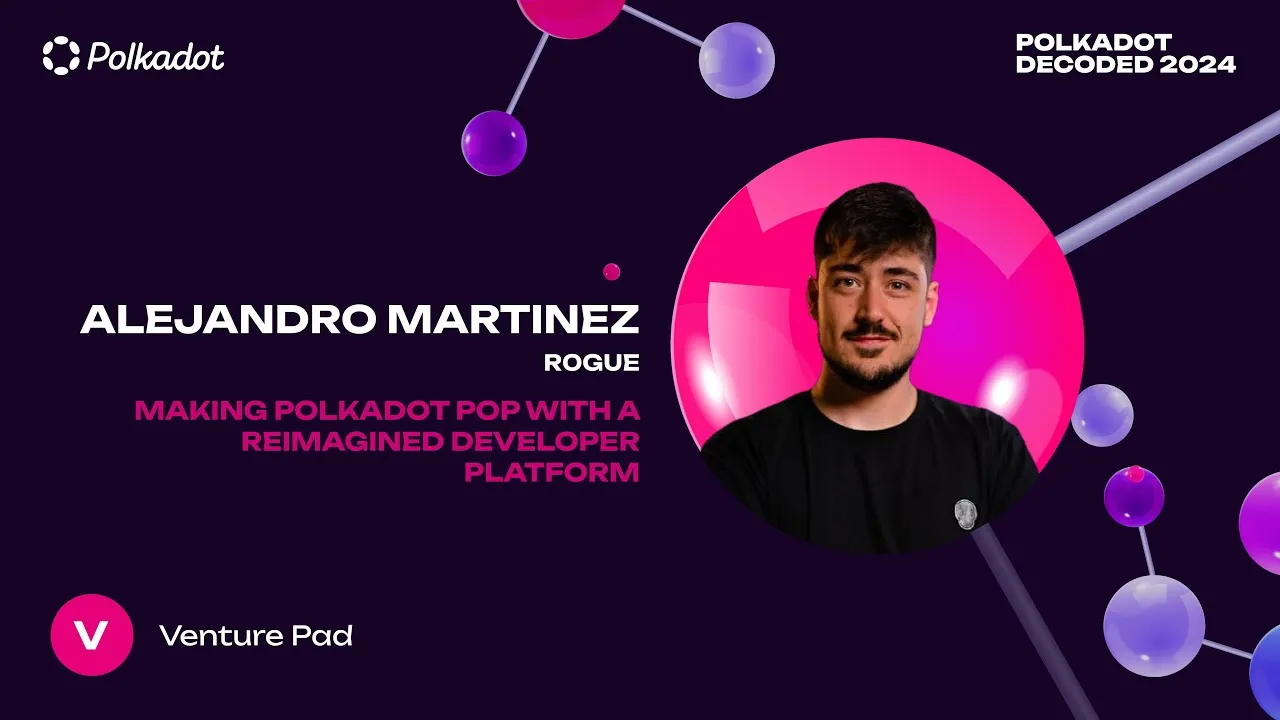 Polkadot
POLKADOT
DECODED 2024
ALEJANDRO MARTINEZ
ROGUE
MAKING POLKADOT POP WITH A
REIMAGINED DEVELOPER
PLATFORM
V
Venture Pad